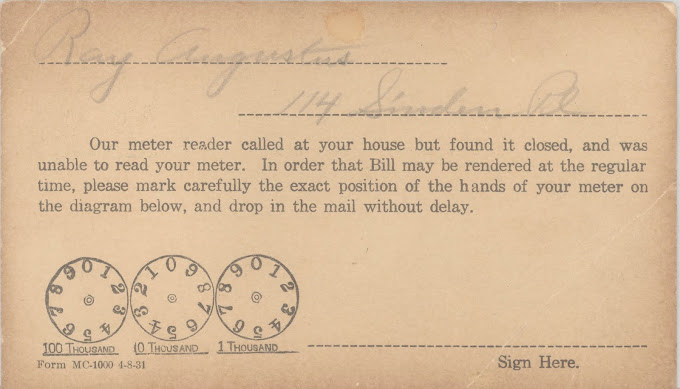 Ray Augustus
114 Sinden Pl
Our meter reader called at your house but found it closed, and was
unable to read your meter. In order that Bill may be rendered at the regular
time, please mark carefully the exact position of the hands of your meter on
the diagram below, and drop in the mail without delay.
0 1 2 3 4 5 6 7 8 9
0 9 8 7 6 5 4 3 2 1
0 1 2 3 4 5 6 7 8 9
100 THOUSAND 10 THOUSAND 1 THOUSAND
Form MC-1000 4-8-31
Sign Here.